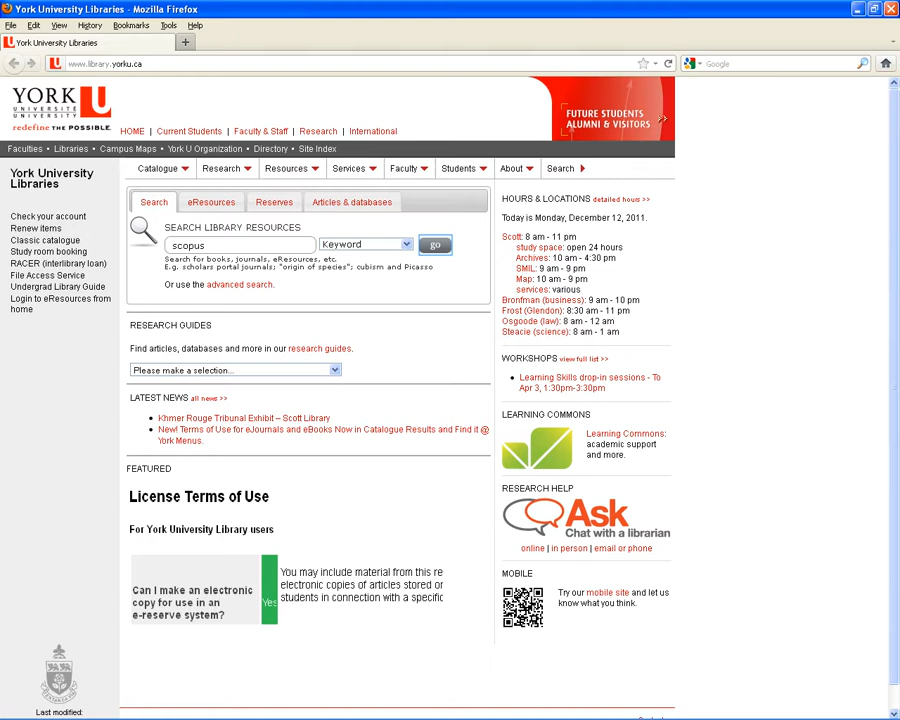 York University Libraries - Mozilla Firefox
File Edit View History Bookmarks Tools Help
York University Libraries
www.library.yorku.ca
Google
YORK U
UNIVERSITÉ
UNIVERSITY
redefine THE POSSIBLE.
HOME | Current Students | Faculty & Staff | Research | International
FUTURE STUDENTS
ALUMNI & VISITORS
Faculties • Libraries • Campus Maps • York U Organization • Directory • Site Index
York University
Libraries
Check your account
Renew items
Classic catalogue
Study room booking
RACER (interlibrary loan)
File Access Service
Undergrad Library Guide
Login to eResources from
home
Last modified:
Catalogue Research Resources Services Faculty Students About Search
Search eResources Reserves Articles & databases
SEARCH LIBRARY RESOURCES
scopus Keyword go
Search for books, journals, eResources, etc.
E.g. scholars portal journals; "origin of species"; cubism and Picasso
Or use the advanced search.
RESEARCH GUIDES
Find articles, databases and more in our research guides.
Please make a selection...
LATEST NEWS all news >>
• Khmer Rouge Tribunal Exhibit – Scott Library
• New! Terms of Use for eJournals and eBooks Now in Catalogue Results and Find it @
York Menus.
FEATURED
License Terms of Use
For York University Library users
Can I make an electronic
copy for use in an
e-reserve system?
Yes
You may include material from this re
electronic copies of articles stored or
students in connection with a specific
HOURS & LOCATIONS detailed hours >>
Today is Monday, December 12, 2011.
Scott: 8 am - 11 pm
study space: open 24 hours
Archives: 10 am - 4:30 pm
SMIL: 9 am - 9 pm
Map: 10 am - 9 pm
services: various
Bronfman (business): 9 am - 10 pm
Frost (Glendon): 8:30 am - 11 pm
Osgoode (law): 8 am - 12 am
Steacie (science): 8 am - 1 am
WORKSHOPS view full list >>
• Learning Skills drop-in sessions - To
Apr 3, 1:30pm-3:30pm
LEARNING COMMONS
Learning Commons:
academic support
and more.
RESEARCH HELP
Ask
Chat with a librarian
online | in person | email or phone
MOBILE
Try our mobile site and let us
know what you think.